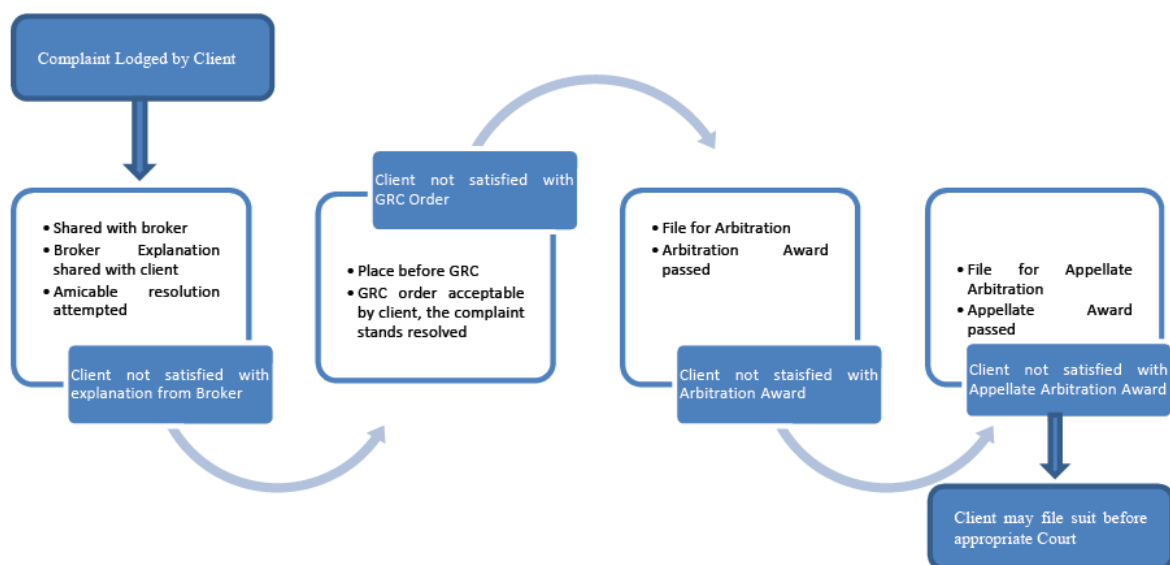 Complaint Lodged by Client
• Shared with broker
• Broker Explanation
shared with client
• Amicable resolution
attempted
Client not satisfied with
explanation from Broker
Client not satisfied with
GRC Order
• Place before GRC
• GRC order acceptable
by client, the complaint
stands resolved
• File for Arbitration
• Arbitration Award
passed
Client not staisfied with
Arbitration Award
• File for Appellate
Arbitration
• Appellate Award
passed
Client not satisfied with
Appellate Arbitration Award
Client may file suit before
appropriate Court